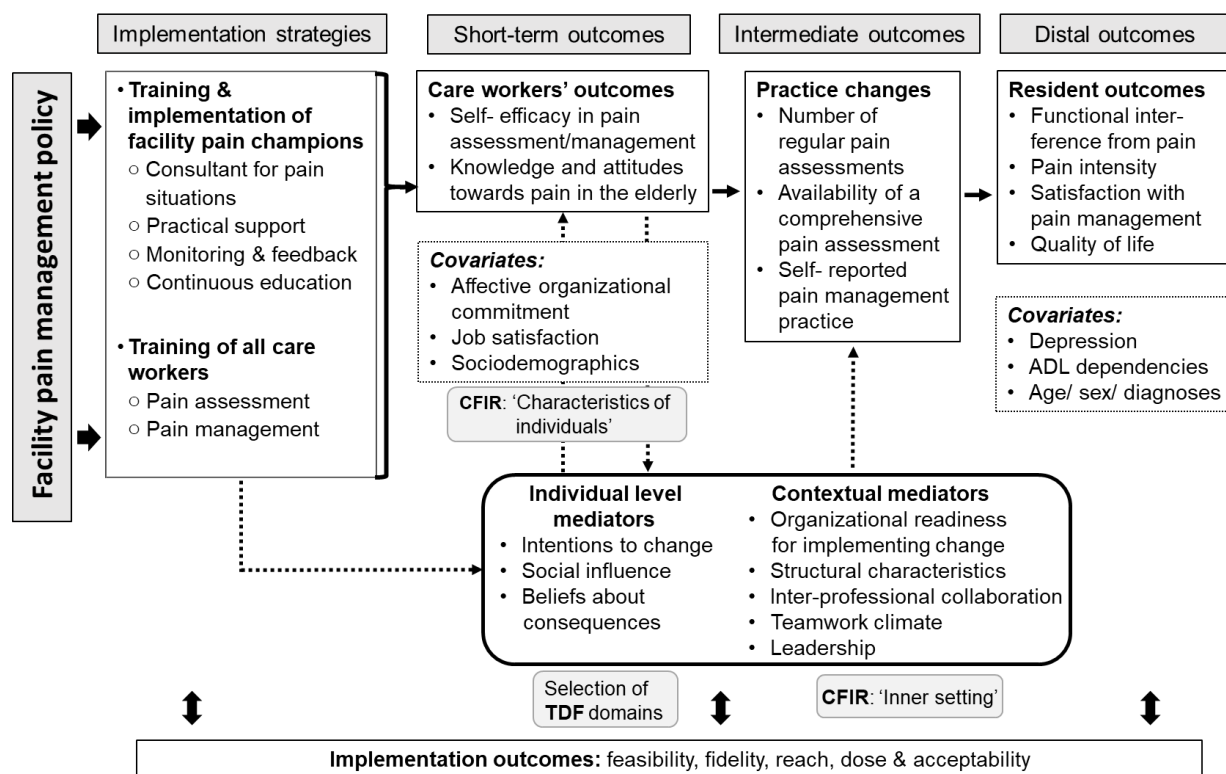 Implementation strategies
Short-term outcomes
Intermediate outcomes
Distal outcomes
Facility pain management policy
• Training &
implementation of
facility pain champions
○ Consultant for pain
situations
○ Practical support
○ Monitoring & feedback
○ Continuous education
• Training of all care
workers
○ Pain assessment
○ Pain management
Care workers’ outcomes
• Self- efficacy in pain
assessment/management
• Knowledge and attitudes
towards pain in the elderly
Covariates:
• Affective organizational
commitment
• Job satisfaction
• Sociodemographics
CFIR: ‘Characteristics of
individuals’
Practice changes
• Number of
regular pain
assessments
• Availability of a
comprehensive
pain assessment
• Self- reported
pain management
practice
Resident outcomes
• Functional inter-
ference from pain
• Pain intensity
• Satisfaction with
pain management
• Quality of life
Covariates:
• Depression
• ADL dependencies
• Age/ sex/ diagnoses
Individual level
mediators
• Intentions to change
• Social influence
• Beliefs about
consequences
Contextual mediators
• Organizational readiness
for implementing change
• Structural characteristics
• Inter-professional collaboration
• Teamwork climate
• Leadership
Selection of
TDF domains
CFIR: ‘Inner setting’
Implementation outcomes: feasibility, fidelity, reach, dose & acceptability